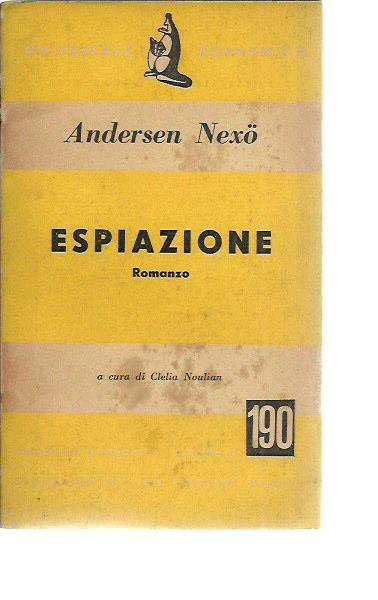 UNIVERSALE ECONOMICA
Andersen Nexö
ESPIAZIONE
Romanzo
a cura di Clelia Noulian
190